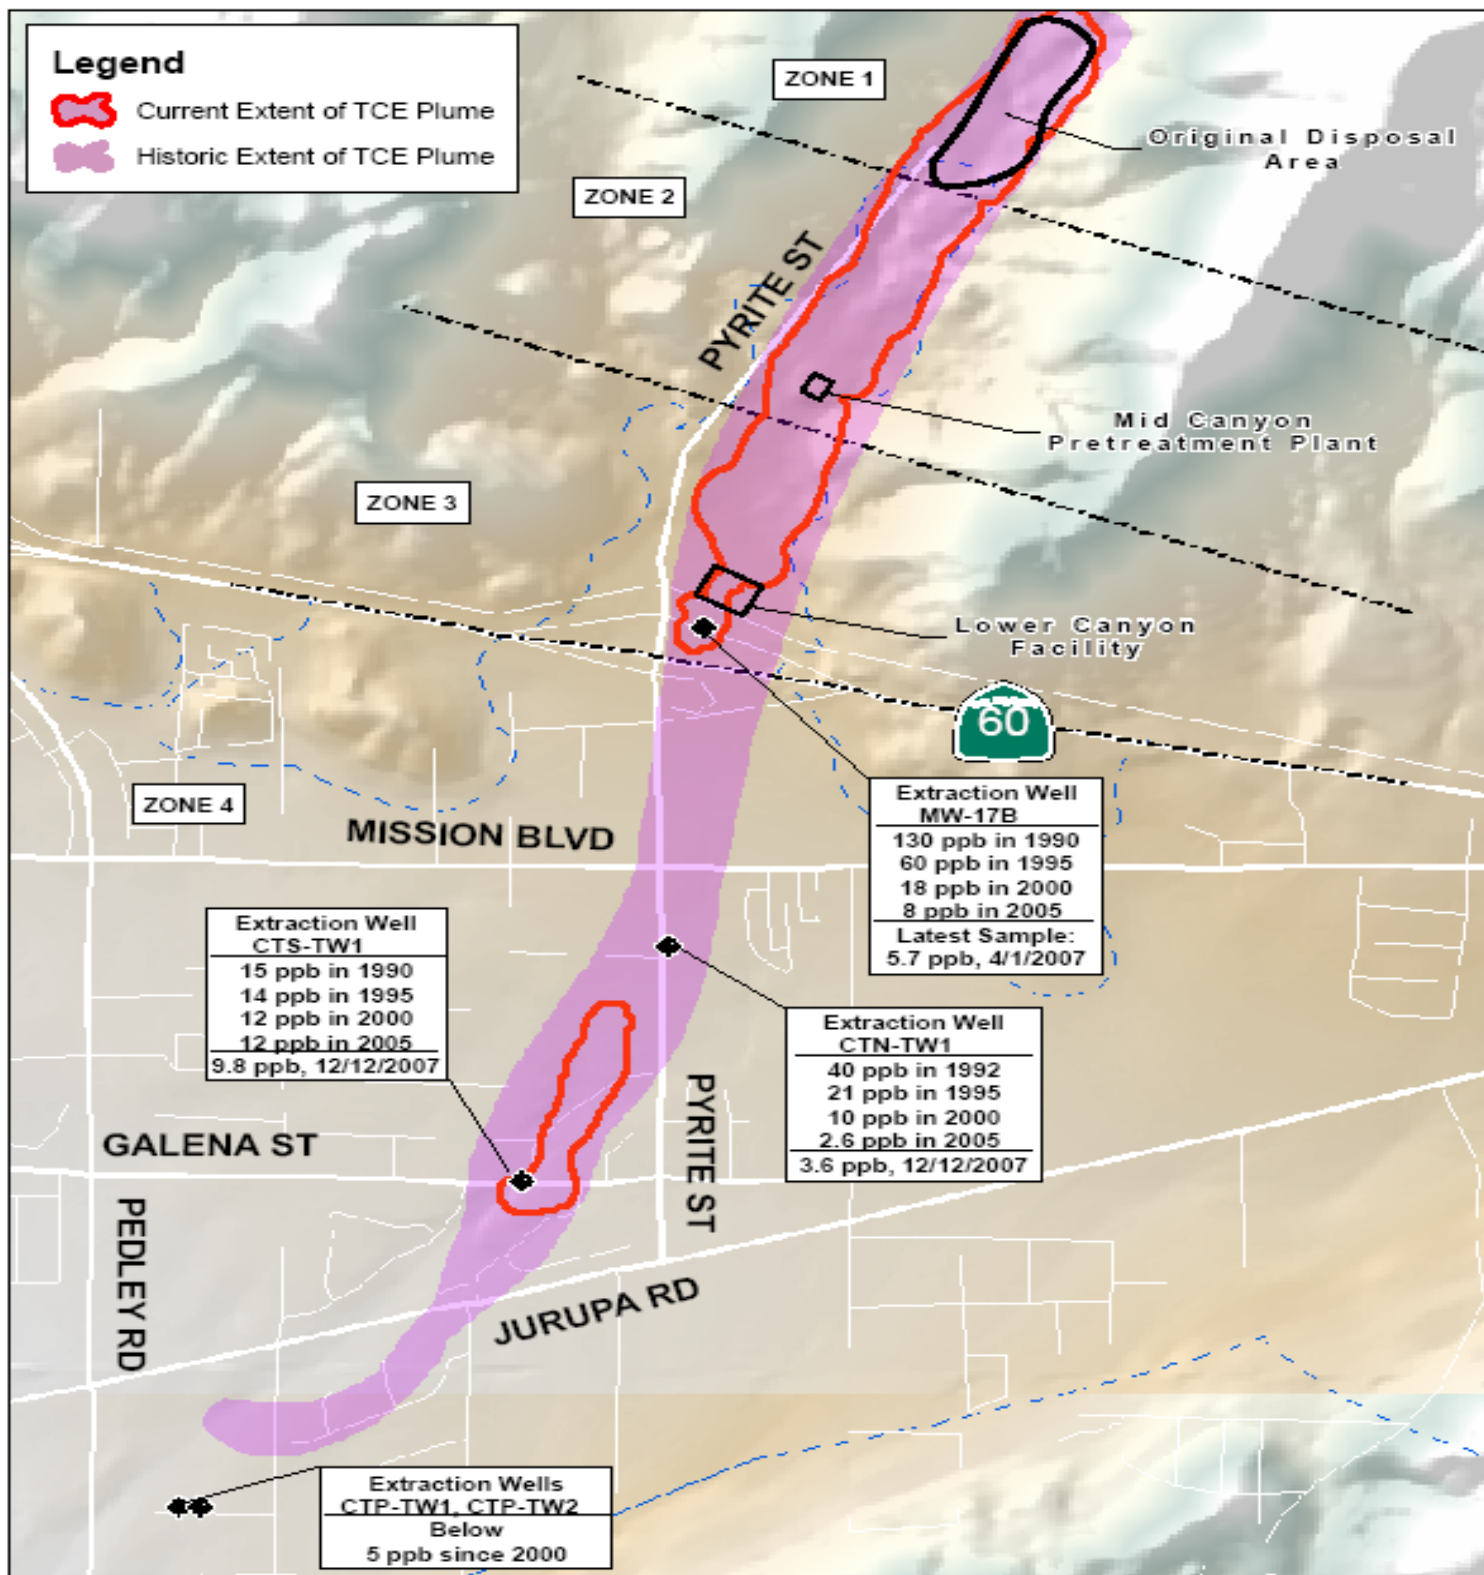 Legend
Current Extent of TCE Plume
Historic Extent of TCE Plume
ZONE 1
Original Disposal
Area
ZONE 2
PYRITE ST
Mid Canyon
Pretreatment Plant
ZONE 3
Lower Canyon
Facility
60
ZONE 4
MISSION BLVD
Extraction Well
MW-17B
130 ppb in 1990
60 ppb in 1995
18 ppb in 2000
8 ppb in 2005
Latest Sample:
5.7 ppb, 4/1/2007
Extraction Well
CTS-TW1
15 ppb in 1990
14 ppb in 1995
12 ppb in 2000
12 ppb in 2005
9.8 ppb, 12/12/2007
Extraction Well
CTN-TW1
40 ppb in 1992
21 ppb in 1995
10 ppb in 2000
2.6 ppb in 2005
3.6 ppb, 12/12/2007
GALENA ST
PYRITE ST
PEDLEY RD
JURUPA RD
Extraction Wells
CTP-TW1, CTP-TW2
Below
5 ppb since 2000